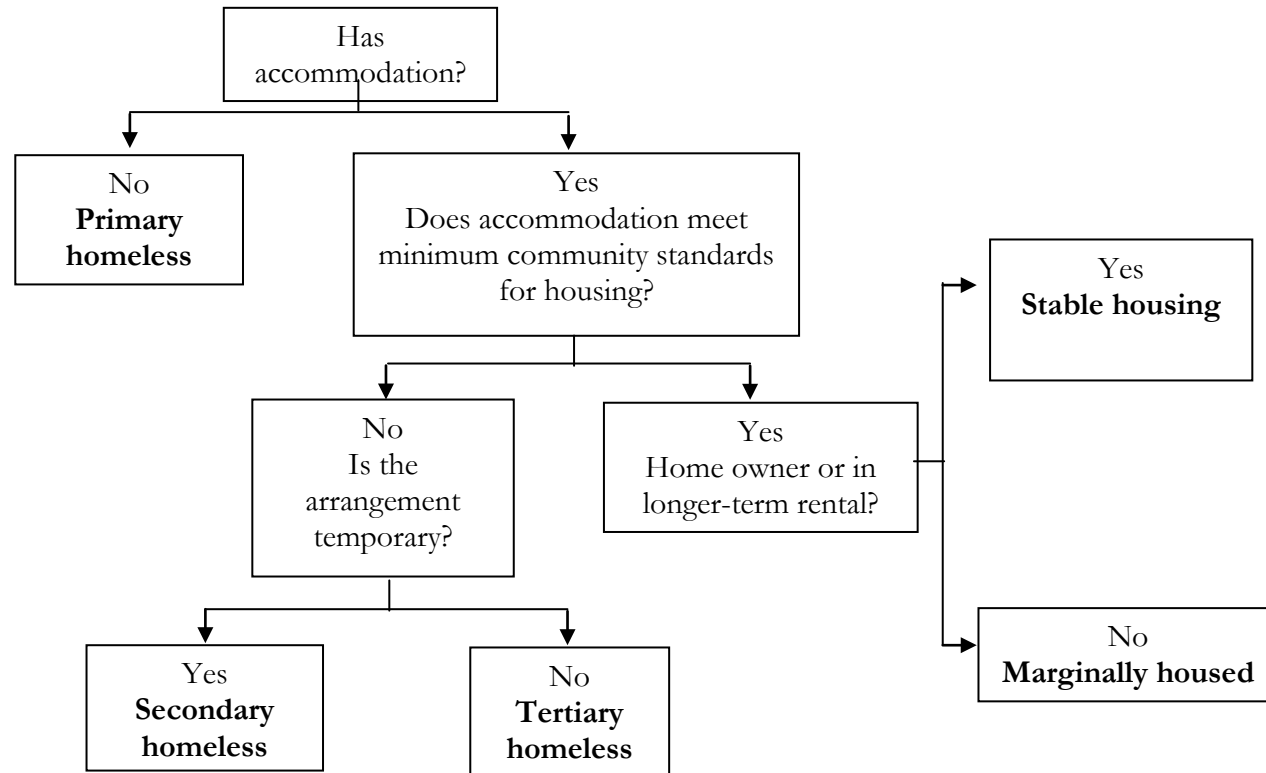 Has
accommodation?
No
Primary
homeless
Yes
Does accommodation meet
minimum community standards
for housing?
Yes
Stable housing
No
Is the
arrangement
temporary?
Yes
Home owner or in
longer-term rental?
Yes
Secondary
homeless
No
Tertiary
homeless
No
Marginally housed